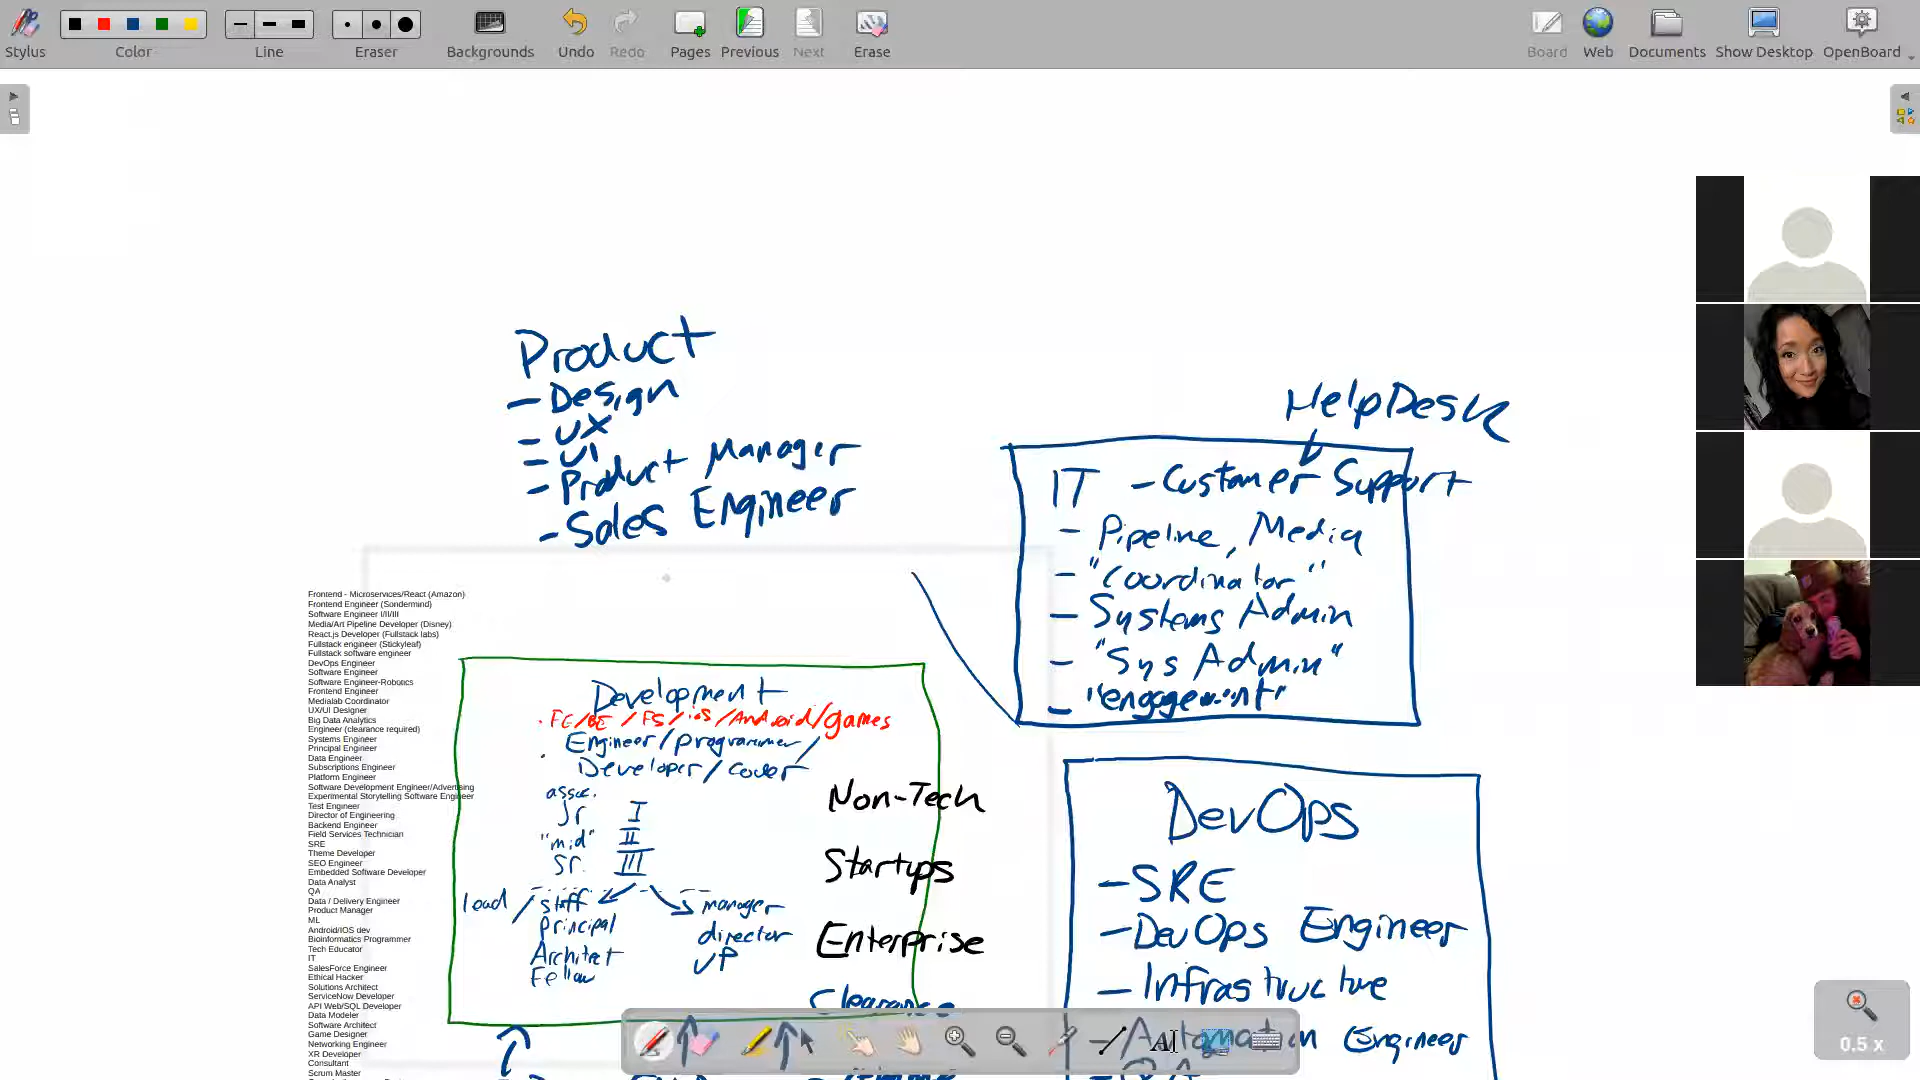 Stylus
Color
Line
Eraser
Backgrounds
Undo
Redo
Pages
Previous
Next
Erase
Board
Web
Documents
Show Desktop
OpenBoard
Product
- Design
- UX
- UI
- Product Manager
- Sales Engineer
HelpDesk
IT - Customer Support
- Pipeline, Media
- "Coordinator"
- Systems Admin
- "Sys Admin"
- "engagement"
Frontend - Microservices/React (Amazon)
Frontend Engineer (Sondermind)
Software Engineer I/II/III
Media/Art Pipeline Developer (Disney)
React.js Developer (Fullstack labs)
Fullstack engineer (Stickyleaf)
Fullstack software engineer
DevOps Engineer
Software Engineer
Software Engineer-Robotics
Frontend Engineer
Medialab Coordinator
UX/UI Designer
Big Data Analytics
Engineer (clearance required)
Systems Engineer
Principal Engineer
Data Engineer
Subscriptions Engineer
Platform Engineer
Software Development Engineer/Advertising
Experimental Storytelling Software Engineer
Test Engineer
Director of Engineering
Backend Engineer
Field Services Technician
SRE
Theme Developer
SEO Engineer
Embedded Software Developer
Data Analyst
QA
Data / Delivery Engineer
Product Manager
ML
Android/IOS dev
Bioinformatics Programmer
Tech Educator
IT
SalesForce Engineer
Ethical Hacker
Solutions Architect
ServiceNow Developer
API Web/SQL Developer
Data Modeler
Software Architect
Game Designer
Networking Engineer
XR Developer
Consultant
Scrum Master
Development
. FE/BE/FS/iOS/Android/games
Engineer/programmer/
Developer/coder
assoc.
Jr I
"mid" II
Sr. III
lead / staff
principal
Architect
Fellow
manager
director
VP
Non-Tech
Startups
Enterprise
Clearance
DevOps
- SRE
- DevOps Engineer
- Infrastructure
- Automation Engineer
- QA
0.5 x